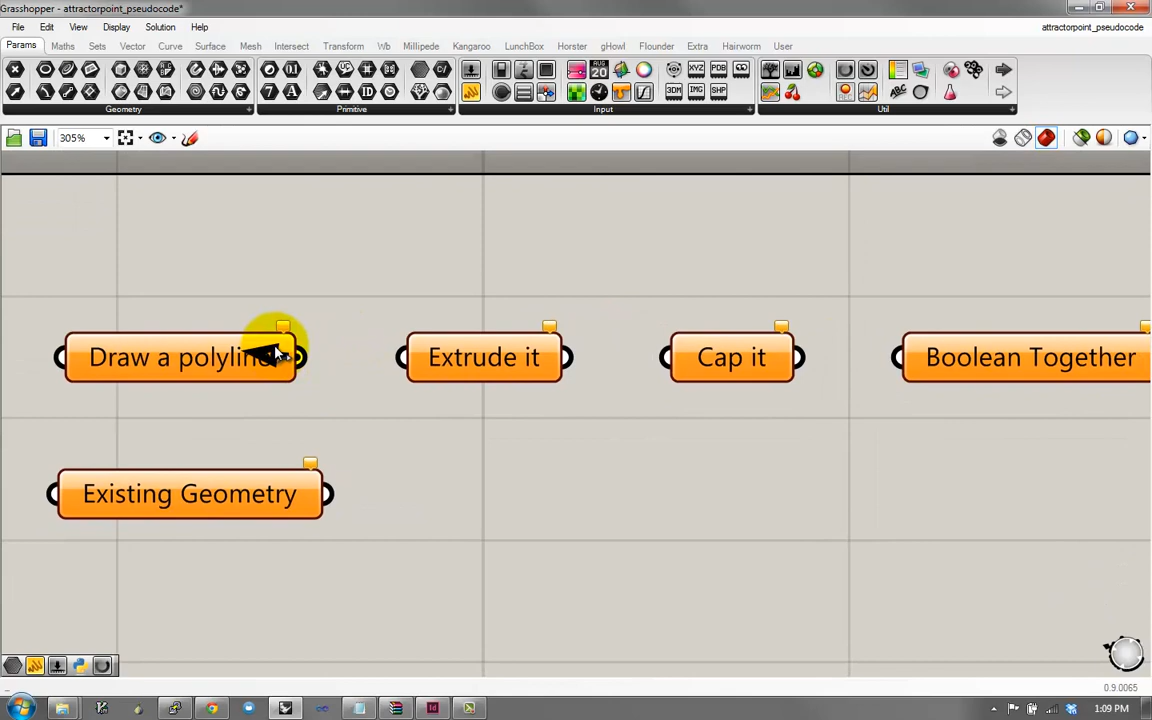 Grasshopper - attractorpoint_pseudocode*
File Edit View Display Solution Help
attractorpoint_pseudocode
Params Maths Sets Vector Curve Surface Mesh Intersect Transform Wb Millipede Kangaroo LunchBox Horster gHowl Flounder Extra Hairworm User
Geometry Primitive Input Util
305%
Draw a polyline Extrude it Cap it Boolean Together
Existing Geometry
0.9.0065
1:09 PM